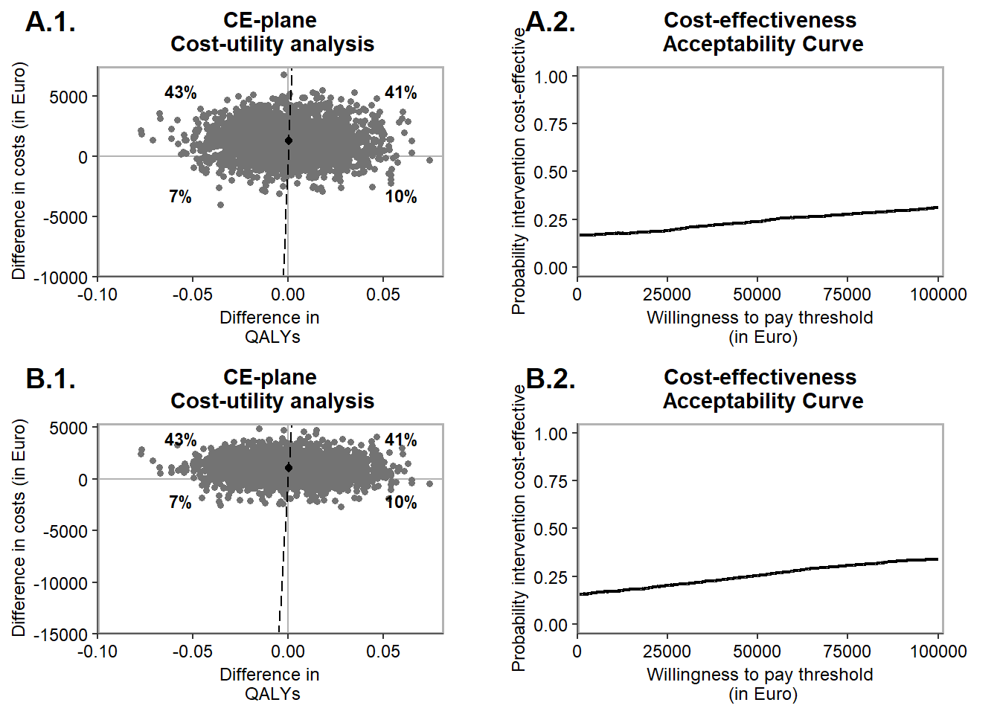 A.1.
CE-plane
Cost-utility analysis
Difference in costs (in Euro)
5000
0
-5000
-10000
43%
41%
7%
10%
-0.10
-0.05
0.00
0.05
Difference in
QALYs
A.2.
Cost-effectiveness
Acceptability Curve
Probability intervention cost-effective
1.00
0.75
0.50
0.25
0.00
0
25000
50000
75000
100000
Willingness to pay threshold
(in Euro)
B.1.
CE-plane
Cost-utility analysis
Difference in costs (in Euro)
5000
0
-5000
-10000
-15000
43%
41%
7%
10%
-0.10
-0.05
0.00
0.05
Difference in
QALYs
B.2.
Cost-effectiveness
Acceptability Curve
Probability intervention cost-effective
1.00
0.75
0.50
0.25
0.00
0
25000
50000
75000
100000
Willingness to pay threshold
(in Euro)